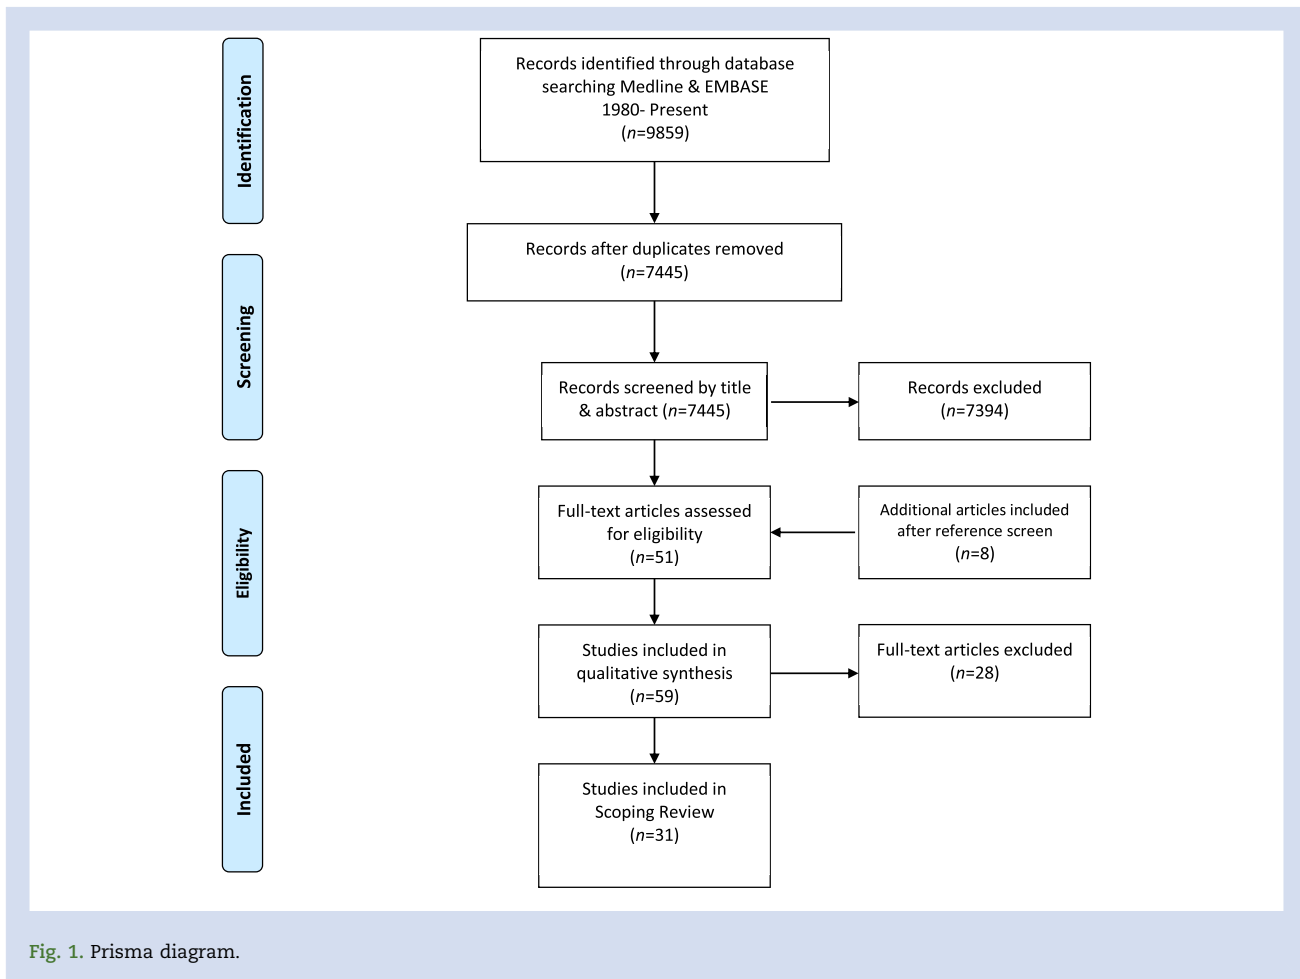 Identification
Records identified through database
searching Medline & EMBASE
1980- Present
(n=9859)
Records after duplicates removed
(n=7445)
Screening
Records screened by title
& abstract (n=7445)
Records excluded
(n=7394)
Eligibility
Full-text articles assessed
for eligibility
(n=51)
Additional articles included
after reference screen
(n=8)
Studies included in
qualitative synthesis
(n=59)
Full-text articles excluded
(n=28)
Included
Studies included in
Scoping Review
(n=31)
Fig. 1. Prisma diagram.